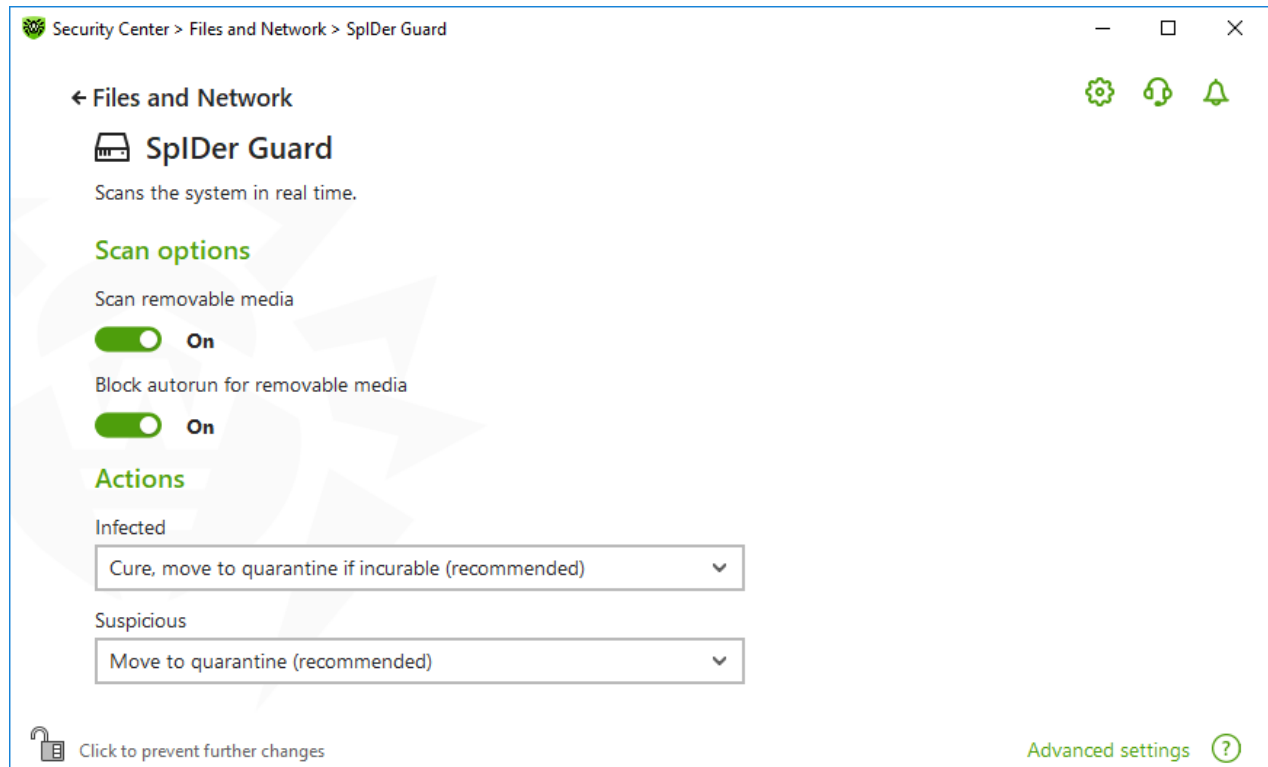 Security Center > Files and Network > SpIDer Guard
Files and Network
SpIDer Guard
Scans the system in real time.
Scan options
Scan removable media
On
Block autorun for removable media
On
Actions
Infected
Cure, move to quarantine if incurable (recommended)
Suspicious
Move to quarantine (recommended)
Click to prevent further changes
Advanced settings ?